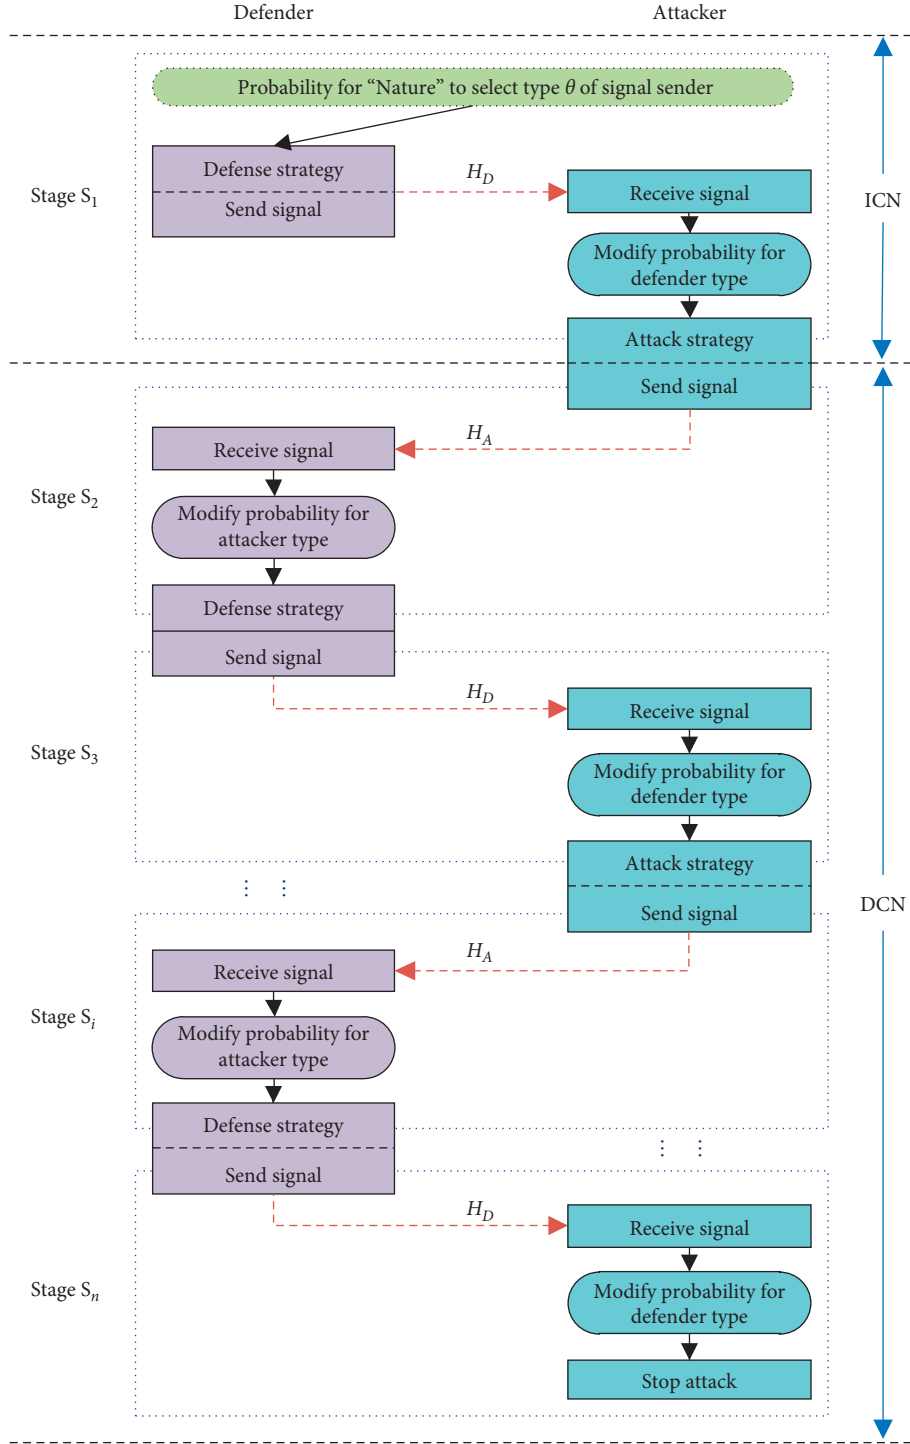 Defender
Attacker
Probability for “Nature” to select type θ of signal sender
Defense strategy
Send signal
H_D
Stage S_1
Receive signal
Modify probability for
defender type
Attack strategy
Send signal
ICN
H_A
Receive signal
Stage S_2
Modify probability for
attacker type
Defense strategy
Send signal
H_D
Receive signal
Stage S_3
Modify probability for
defender type
Attack strategy
Send signal
DCN
H_A
Receive signal
Stage S_i
Modify probability for
attacker type
Defense strategy
Send signal
H_D
Receive signal
Stage S_n
Modify probability for
defender type
Stop attack